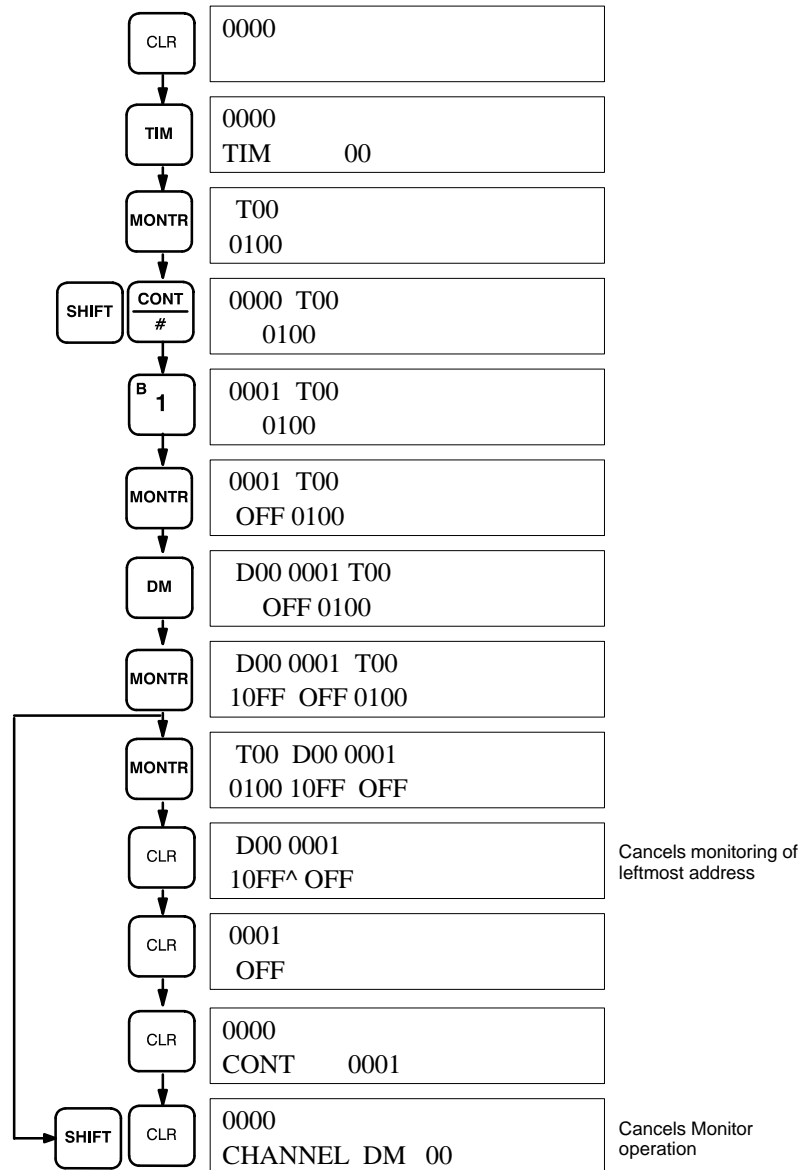 CLR
0000
TIM
0000
TIM 00
MONTR
T00
0100
SHIFT
CONT
#
0000 T00
0100
B
1
0001 T00
0100
MONTR
0001 T00
OFF 0100
DM
D00 0001 T00
OFF 0100
MONTR
D00 0001 T00
10FF OFF 0100
MONTR
T00 D00 0001
0100 10FF OFF
CLR
D00 0001
10FF^ OFF
Cancels monitoring of
leftmost address
CLR
0001
OFF
CLR
0000
CONT 0001
SHIFT
CLR
0000
CHANNEL DM 00
Cancels Monitor
operation